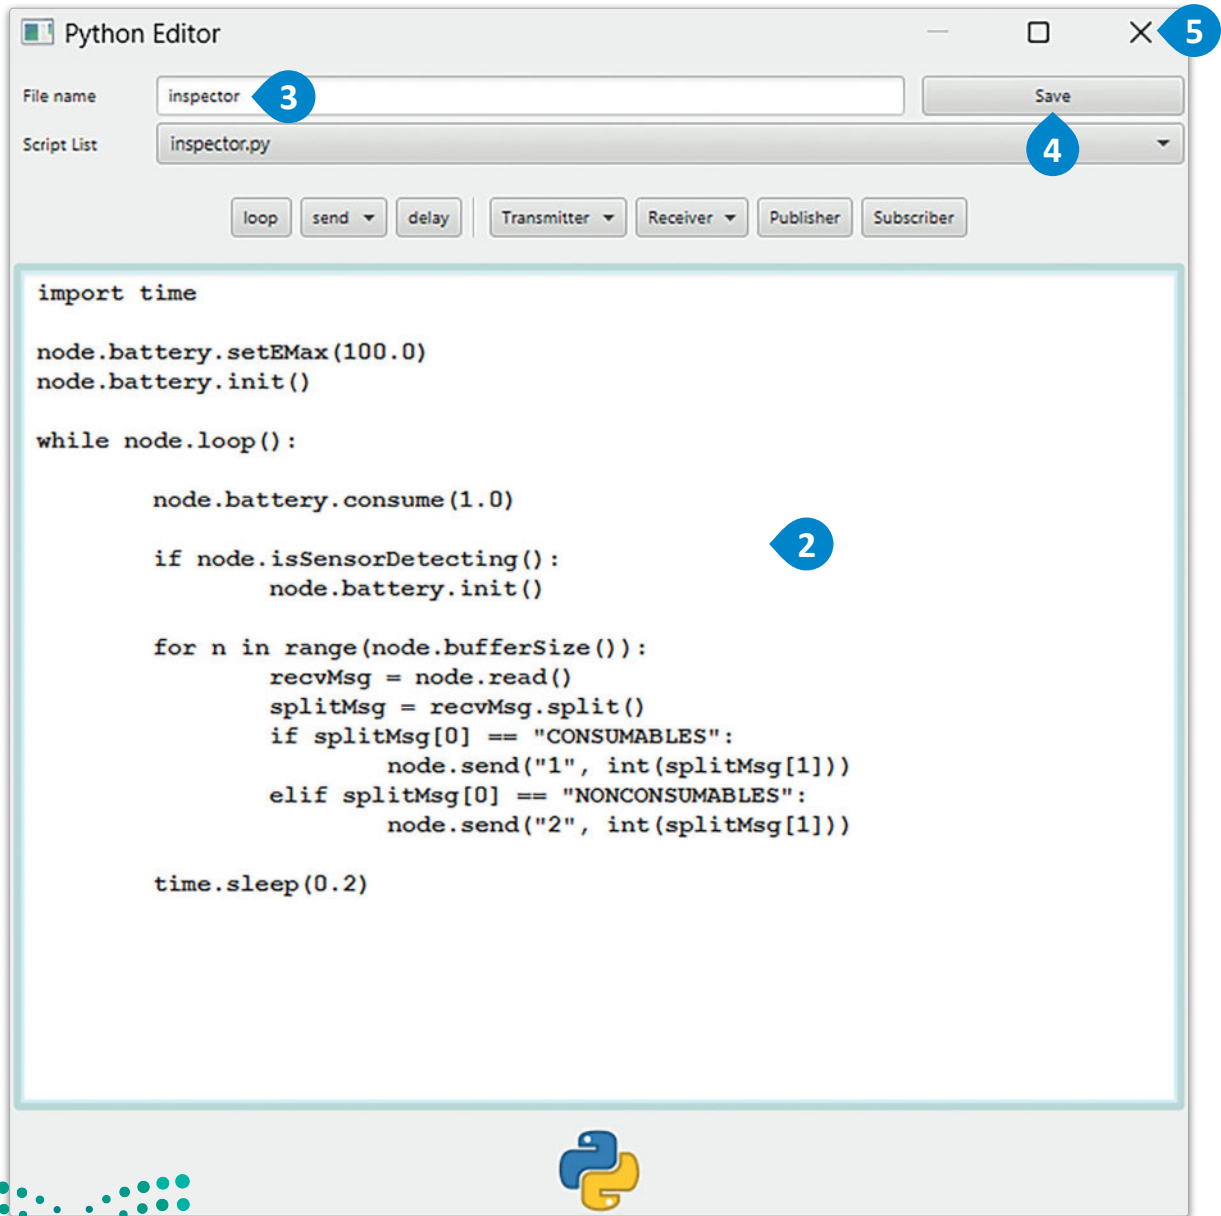 Python Editor
5
File name
inspector
3
Save
Script List
inspector.py
4
loop
send
delay
Transmitter
Receiver
Publisher
Subscriber
import time
node.battery.setEMax(100.0)
node.battery.init()
while node.loop():
node.battery.consume(1.0)
if node.isSensorDetecting():
2
node.battery.init()
for n in range(node.bufferSize()):
recvMsg = node.read()
splitMsg = recvMsg.split()
if splitMsg[0] == "CONSUMABLES":
node.send("1", int(splitMsg[1]))
elif splitMsg[0] == "NONCONSUMABLES":
node.send("2", int(splitMsg[1]))
time.sleep(0.2)